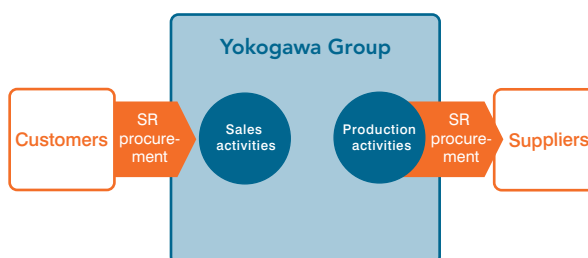 Yokogawa Group
Customers
SR
procure-
ment
Sales
activities
Production
activities
SR
procure-
ment
Suppliers